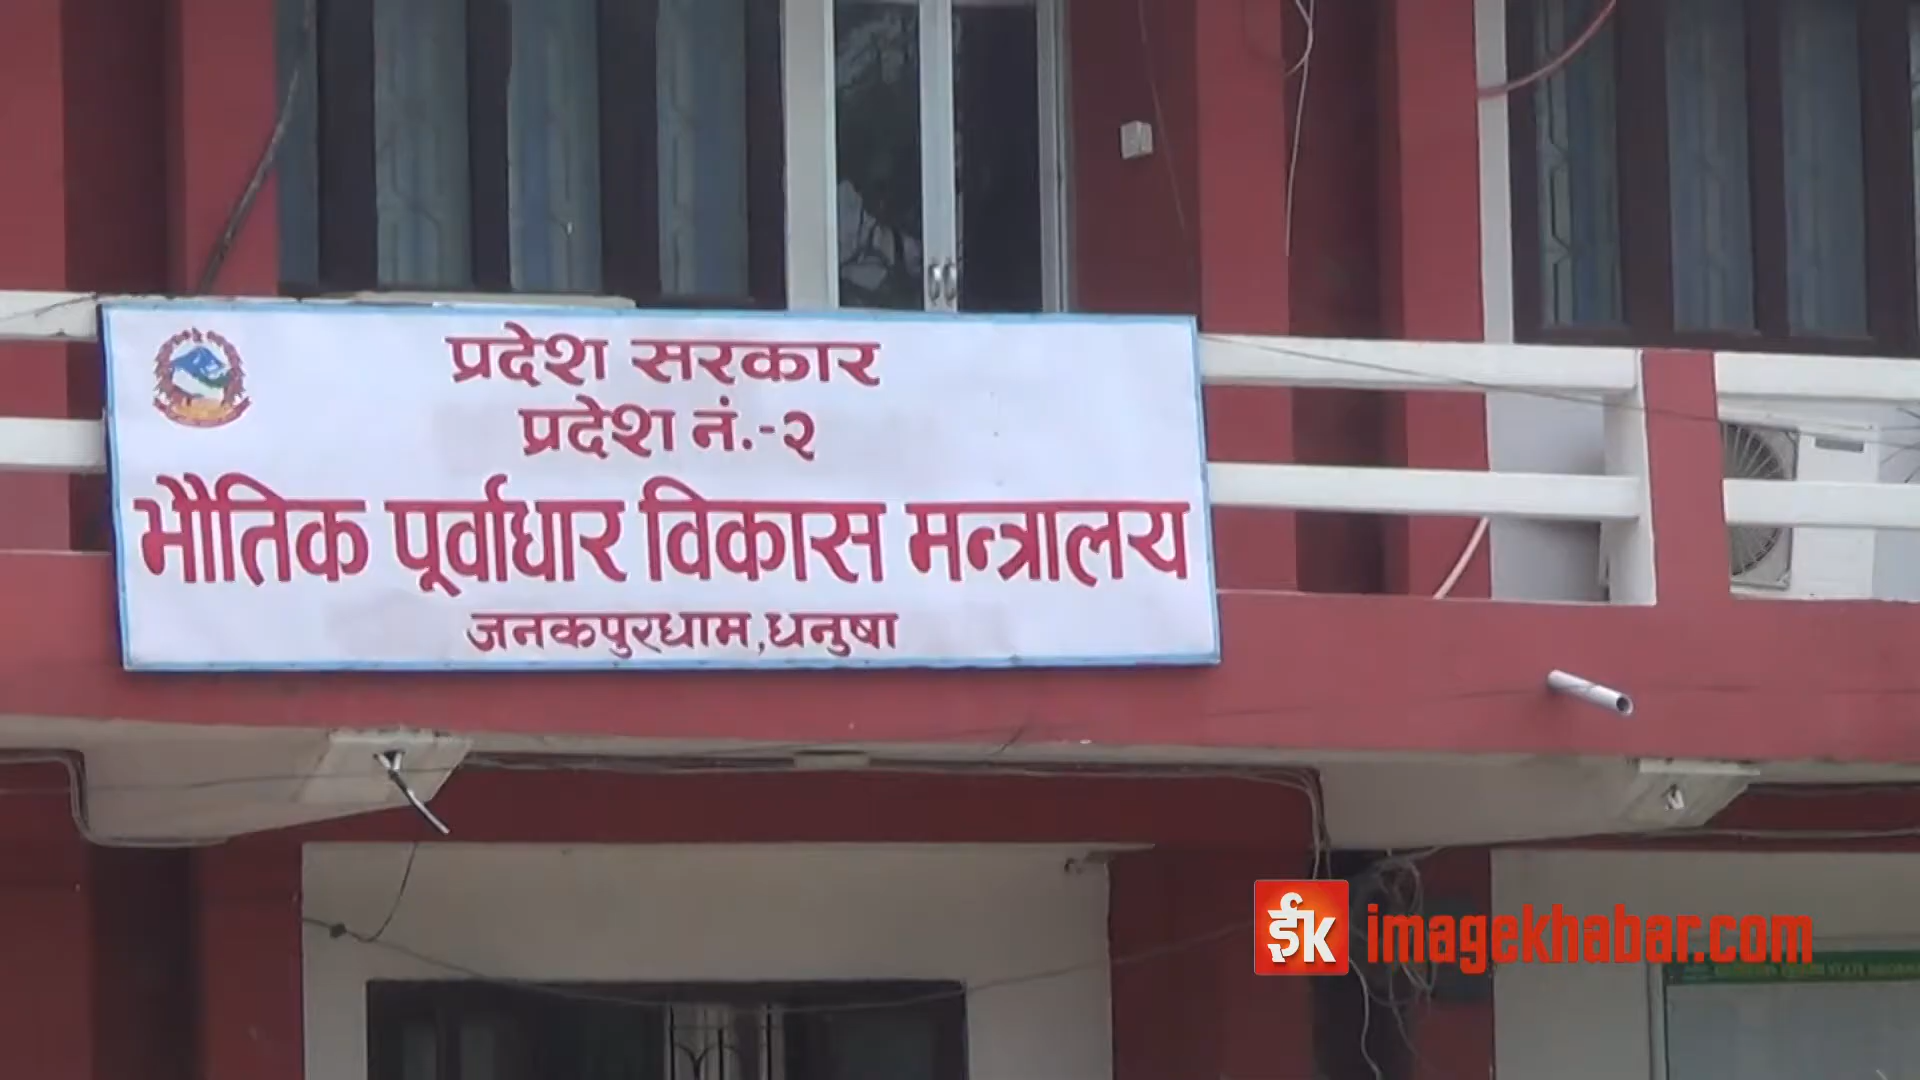 प्रदेश सरकार
प्रदेश नं.-२
भौतिक पूर्वाधार विकास मन्त्रालय
जनकपुरधाम,धनुषा
ईk imagekhabar.com